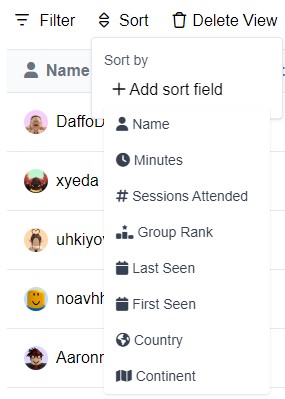 Filter Sort Delete View
Sort by
Name
+ Add sort field
DaffoD
Name
Minutes
xyeda
# Sessions Attended
Group Rank
uhkiyo
Last Seen
noavhh
First Seen
Country
Aaronr
Continent